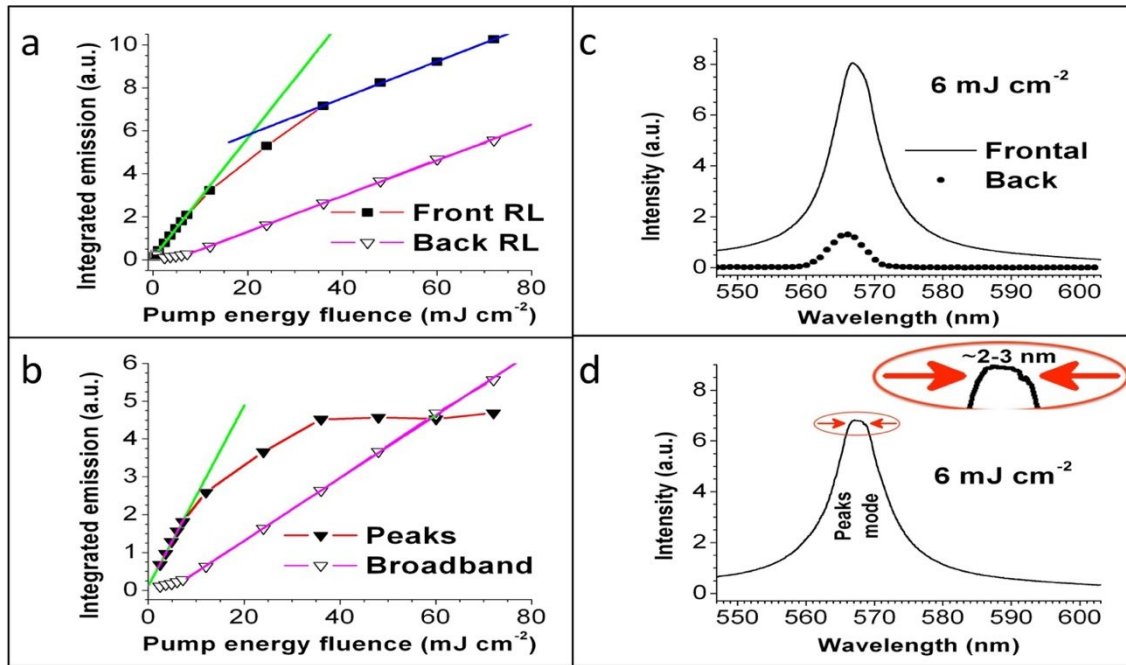 a
Integrated emission (a.u.)
10
8
6
4
2
0
Front RL
Back RL
0 20 40 60 80
Pump energy fluence (mJ cm⁻²)
c
Intensity (a.u.)
8
6
4
2
0
6 mJ cm⁻²
Frontal
Back
550 560 570 580 590 600
Wavelength (nm)
b
Integrated emission (a.u.)
6
5
4
3
2
1
0
Peaks
Broadband
0 20 40 60 80
Pump energy fluence (mJ cm⁻²)
d
Intensity (a.u.)
8
6
4
2
0
~2-3 nm
6 mJ cm⁻²
Peaks
mode
550 560 570 580 590 600
Wavelength (nm)